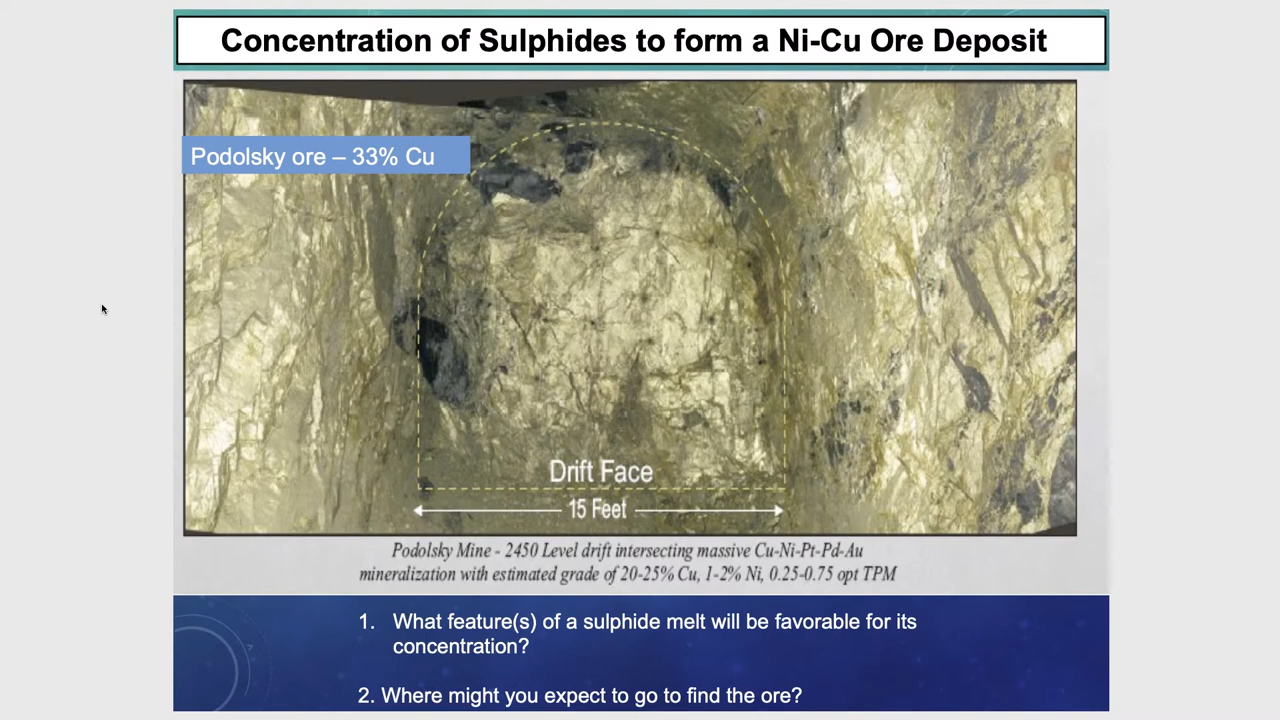 Concentration of Sulphides to form a Ni-Cu Ore Deposit
Podolsky ore – 33% Cu
Drift Face
15 Feet
Podolsky Mine - 2450 Level drift intersecting massive Cu-Ni-Pt-Pd-Au
mineralization with estimated grade of 20-25% Cu, 1-2% Ni, 0.25-0.75 opt TPM
1. What feature(s) of a sulphide melt will be favorable for its
concentration?
2. Where might you expect to go to find the ore?